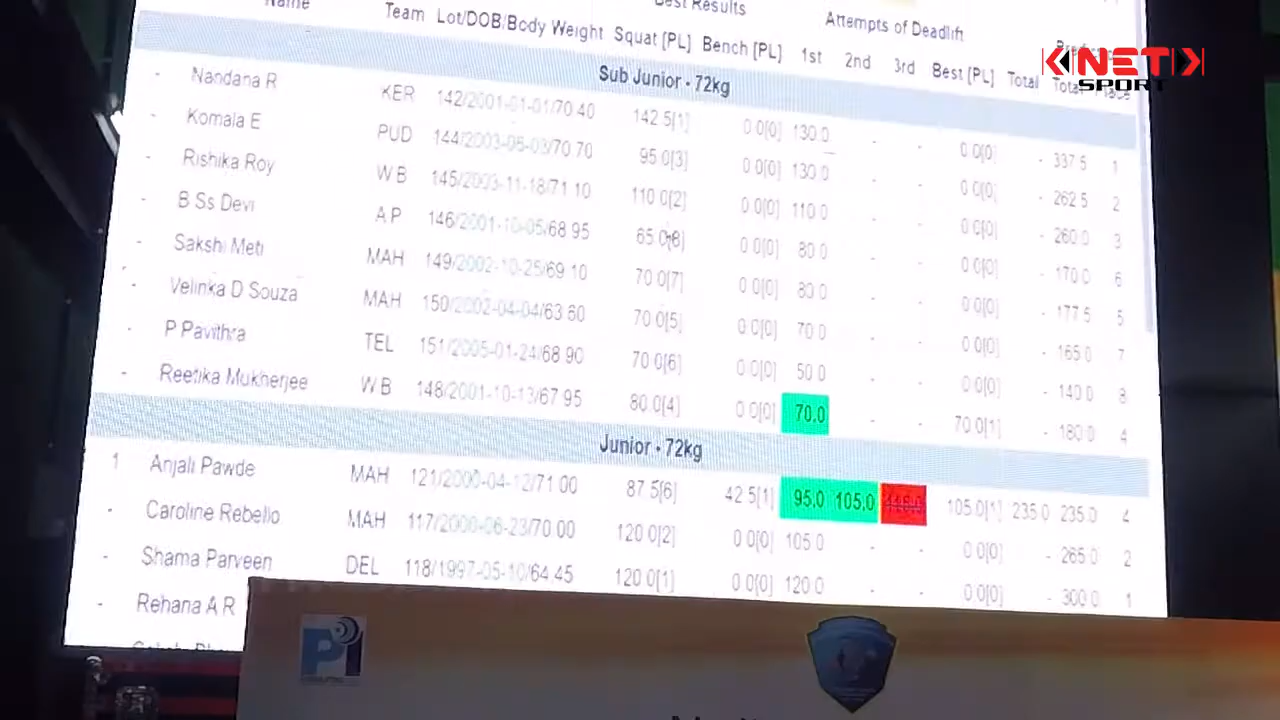 Name Team Lot/DOB/Body Weight Squat [PL] Bench [PL] Best Results Attempts of Deadlift 1st 2nd 3rd Best [PL] Total
NET
SPORT
Sub Junior - 72kg
- Nandana R KER 142/2001-01-01/70.40 142.5[1] 0.0[0] 130.0 - - 0.0[0] - 337.5 1
- Komala E PUD 144/2003-05-03/70.70 95.0[3] 0.0[0] 130.0 - - 0.0[0] - 262.5 2
- Rishika Roy W B 145/2003-11-18/71.10 110.0[2] 0.0[0] 110.0 - - 0.0[0] - 260.0 3
- B Ss Devi A P 146/2001-10-05/68.95 65.0[8] 0.0[0] 80.0 - - 0.0[0] - 170.0 6
- Sakshi Meti MAH 149/2002-10-25/69.10 70.0[7] 0.0[0] 80.0 - - 0.0[0] - 177.5 5
- Velinka D Souza MAH 150/2002-04-04/63.60 70.0[5] 0.0[0] 70.0 - - 0.0[0] - 165.0 7
- P Pavithra TEL 151/2005-01-24/68.90 70.0[6] 0.0[0] 50.0 - - 0.0[0] - 140.0 8
- Reetika Mukherjee W B 148/2001-10-13/67.95 80.0[4] 0.0[0] 70.0 - - 70.0[1] - 180.0 4
Junior - 72kg
1 Anjali Pawde MAH 121/2000-04-12/71.00 87.5[6] 42.5[1] 95.0 105.0 105.0[1] 235.0 235.0 4
- Caroline Rebello MAH 117/2000-06-23/70.00 120.0[2] 0.0[0] 105.0 - - 0.0[0] - 265.0 2
- Shama Parveen DEL 118/1997-05-10/64.45 120.0[1] 0.0[0] 120.0 - - 0.0[0] - 300.0 1
- Rehana A R